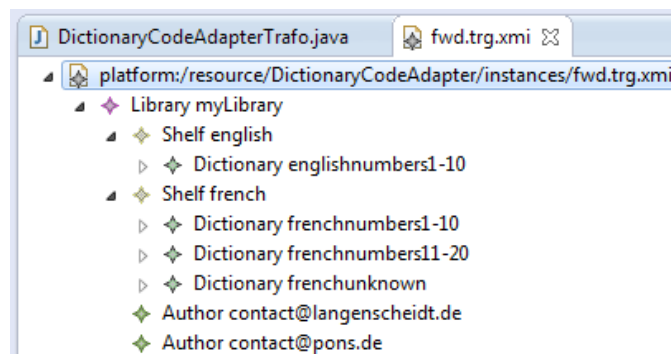 DictionaryCodeAdapterTrafo.java fwd.trg.xmi
platform:/resource/DictionaryCodeAdapter/instances/fwd.trg.xmi
Library myLibrary
Shelf english
Dictionary englishnumbers1-10
Shelf french
Dictionary frenchnumbers1-10
Dictionary frenchnumbers11-20
Dictionary frenchunknown
Author contact@langenscheidt.de
Author contact@pons.de